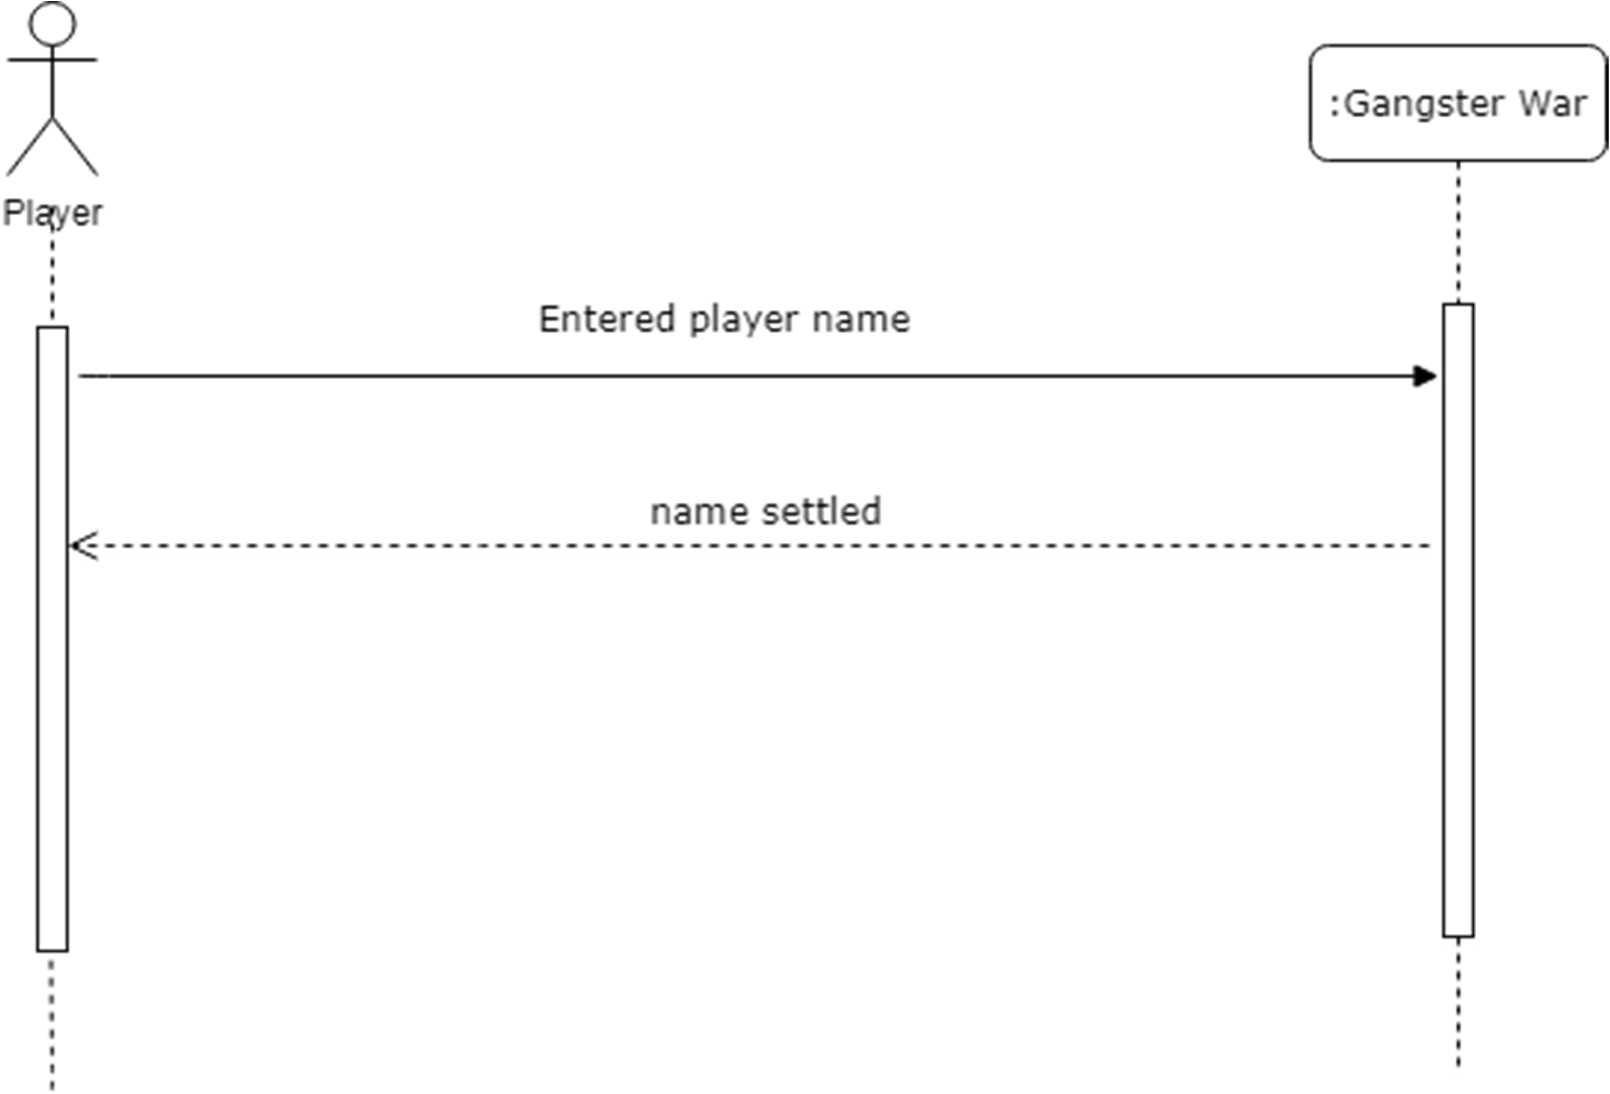 :Gangster War
Player
Entered player name
name settled